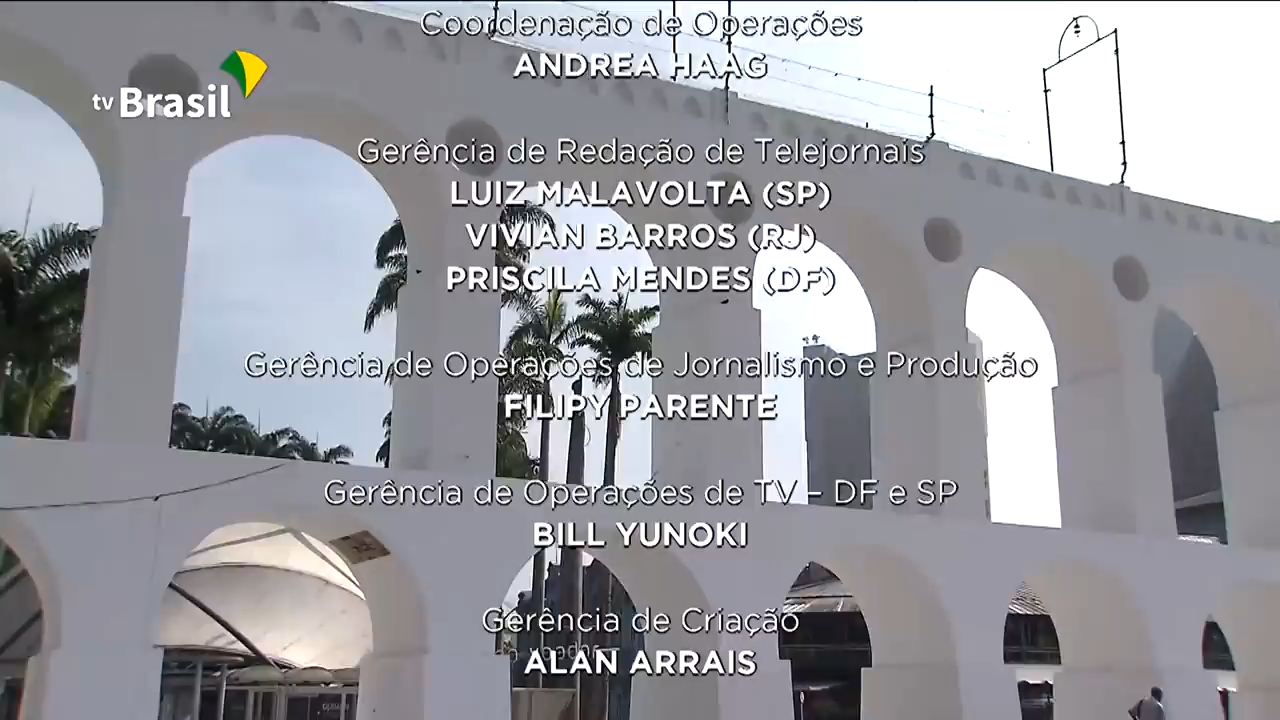 Coordenação de Operações
ANDREA HAAG
tv Brasil
Gerência de Redação de Telejornais
LUIZ MALAVOLTA (SP)
VIVIAN BARROS (RJ)
PRISCILA MENDES (DF)
Gerência de Operações de Jornalismo e Produção
FILIPY PARENTE
Gerência de Operações de TV – DF e SP
BILL YUNOKI
Gerência de Criação
ALAN ARRAIS